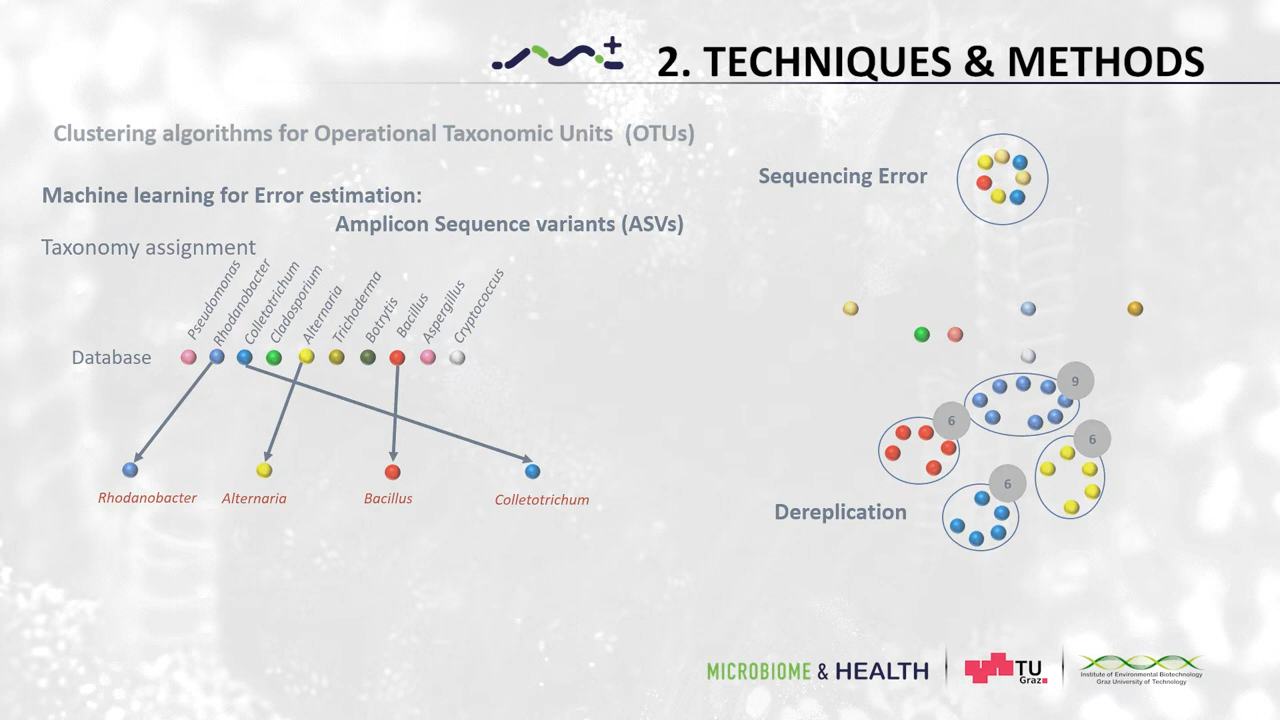 2. TECHNIQUES & METHODS
Clustering algorithms for Operational Taxonomic Units (OTUs)
Machine learning for Error estimation:
Amplicon Sequence variants (ASVs)
Taxonomy assignment
Pseudomonas
Rhodanobacter
Colletotrichum
Cladosporium
Alternaria
Trichoderma
Botrytis
Bacillus
Aspergillus
Cryptococcus
Database
Rhodanobacter
Alternaria
Bacillus
Colletotrichum
Sequencing Error
9
6
6
6
Dereplication
MICROBIOME & HEALTH
TU
Graz
Institute of Environmental Biotechnology
Graz University of Technology